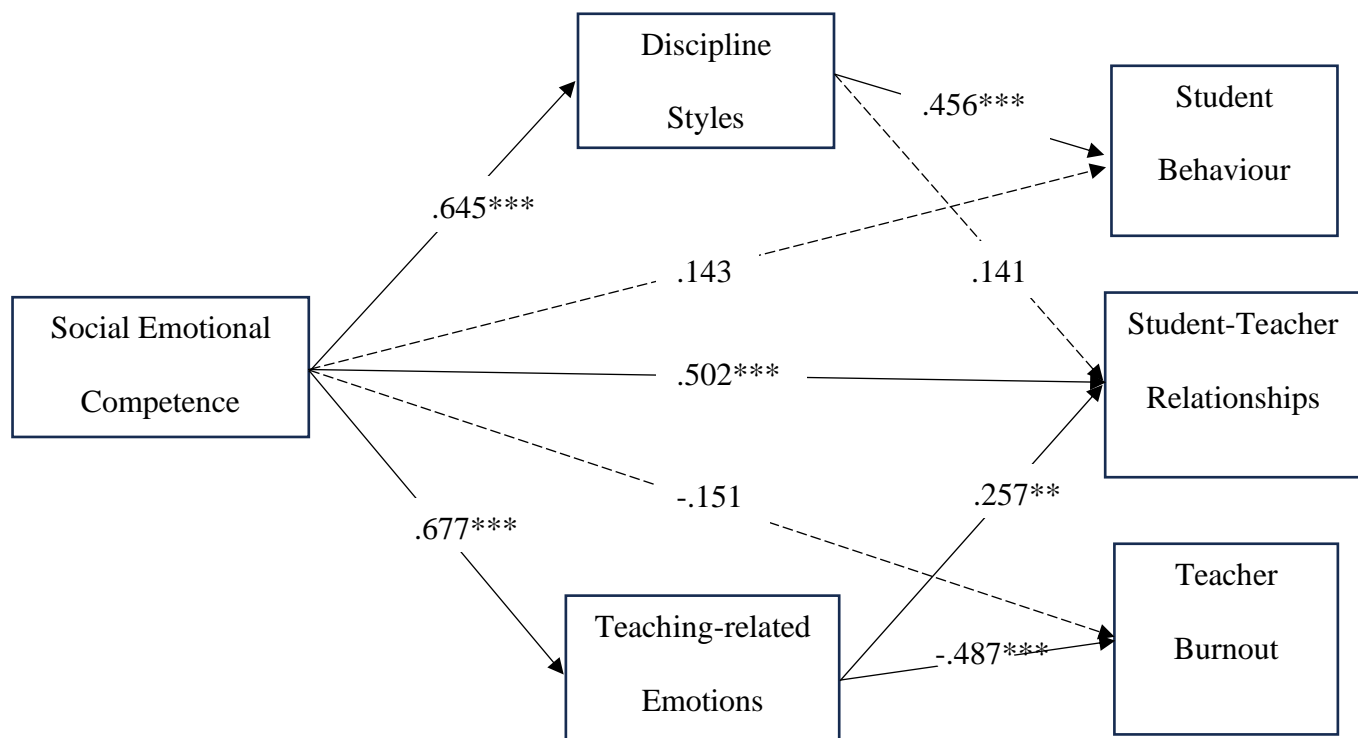 Discipline
Styles
Student
Behaviour
.456***
.645***
.143
.141
Social Emotional
Competence
Student-Teacher
Relationships
.502***
-.151
.257**
.677***
Teaching-related
Emotions
Teacher
Burnout
-.487***